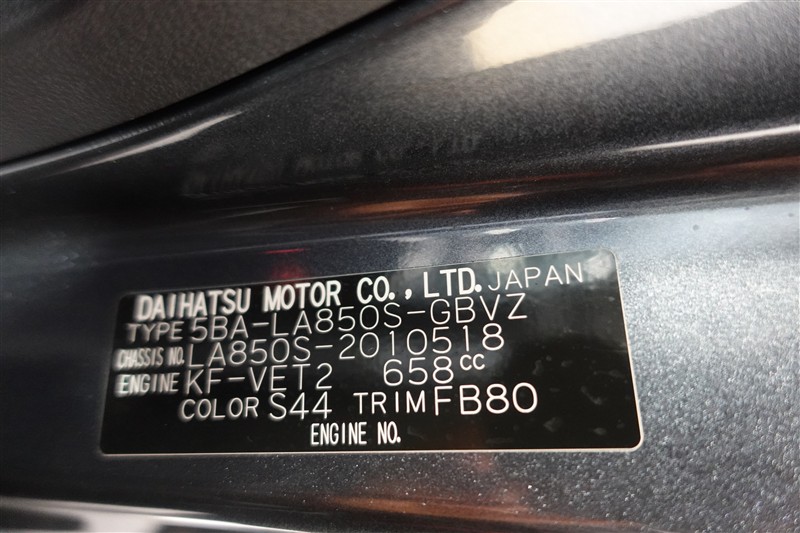 DAIHATSU MOTOR CO., LTD. JAPAN
TYPE 5BA-LA850S-GBVZ
CHASSIS NO. LA850S-2010518
ENGINE KF-VET2 658cc
COLOR S44 TRIM FB80
ENGINE NO.